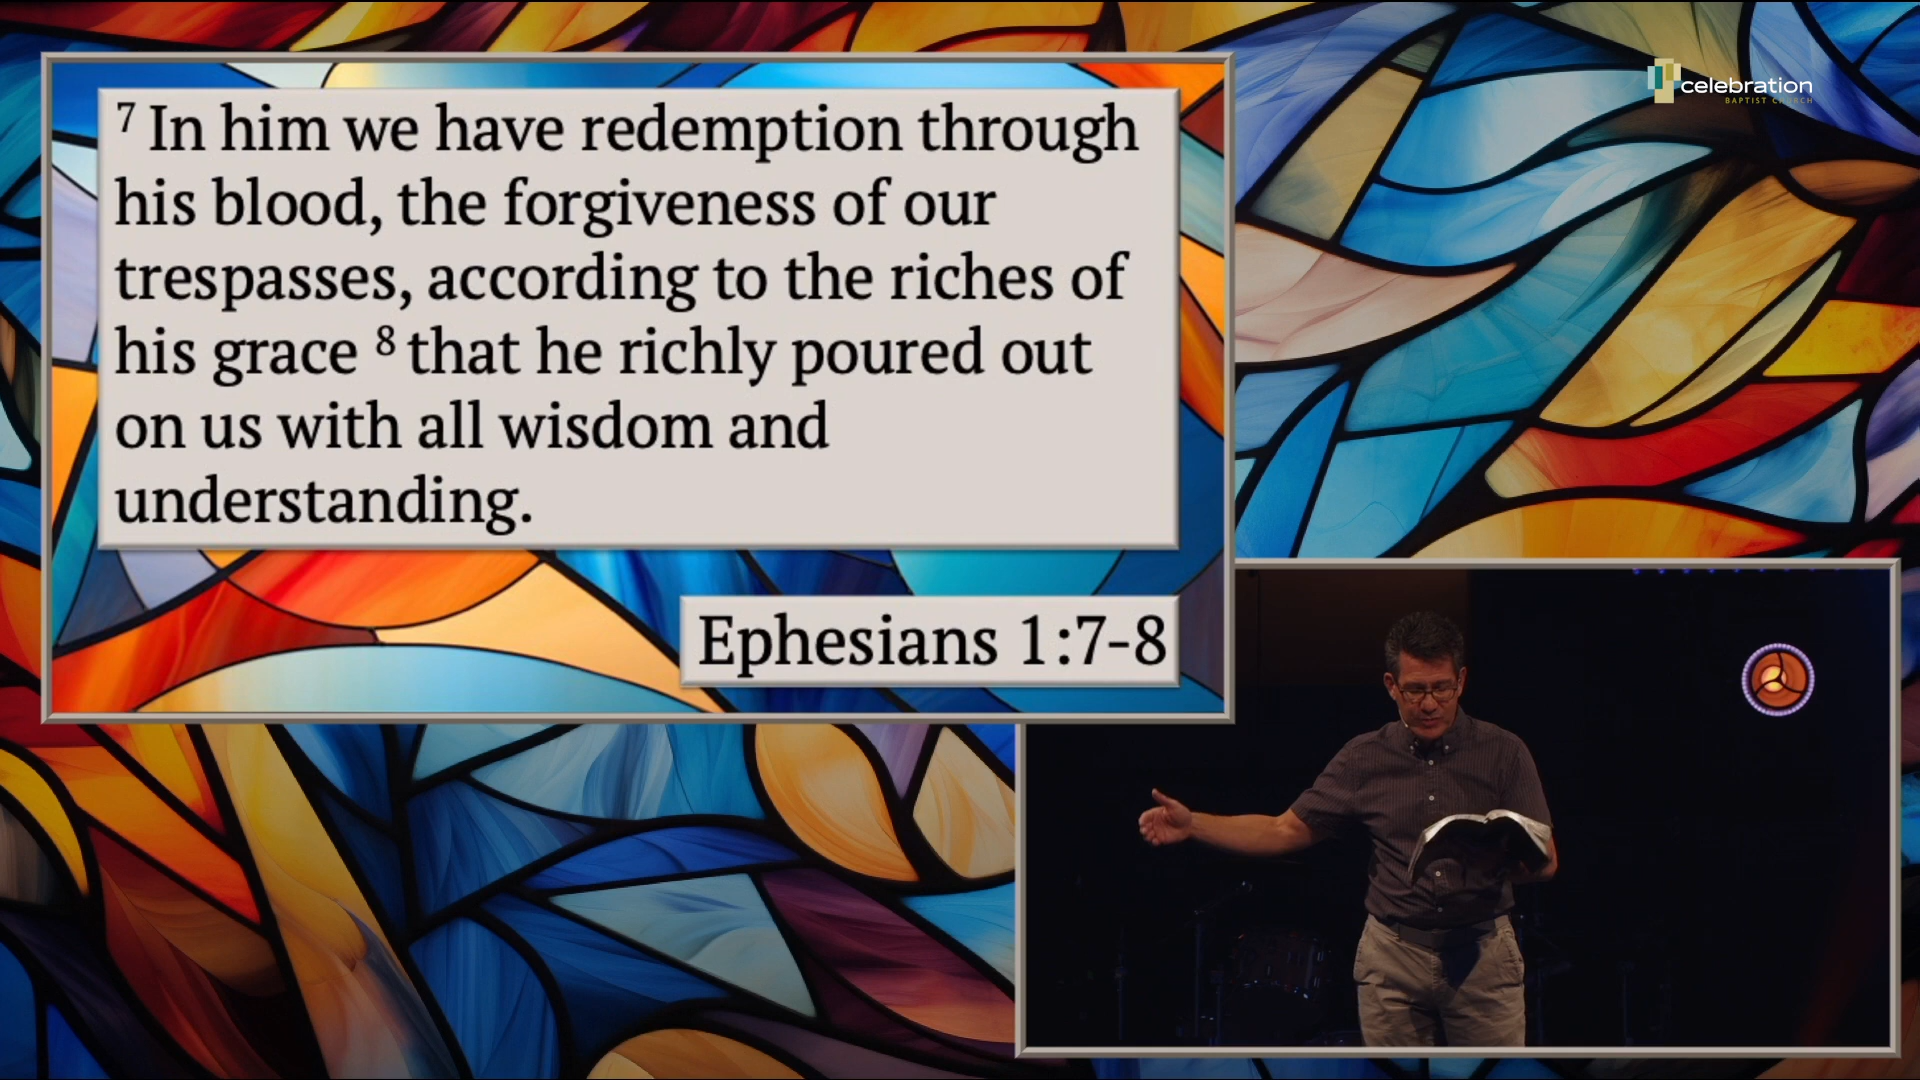 celebration
BAPTIST CHURCH
⁷ In him we have redemption through
his blood, the forgiveness of our
trespasses, according to the riches of
his grace ⁸ that he richly poured out
on us with all wisdom and
understanding.
Ephesians 1:7-8